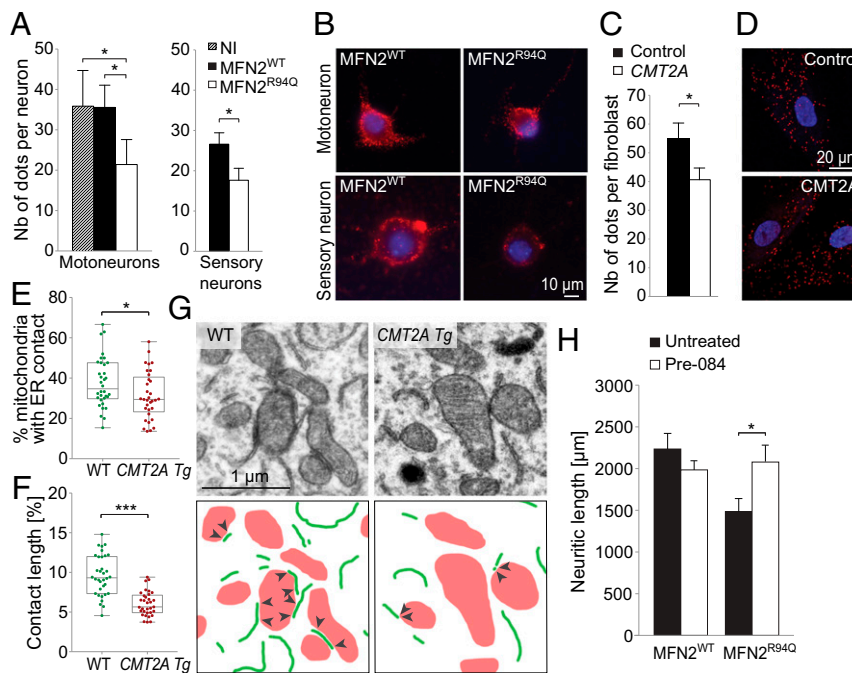 A
Nb of dots per neuron
50
40
30
20
10
0
*
*
Motoneurons
50
40
30
20
10
0
NI
MFN2WT
MFN2R94Q
*
Sensory
neurons
B
MFN2WT
MFN2R94Q
Motoneuron
MFN2WT
MFN2R94Q
Sensory neuron
10 µm
C
Control
CMT2A
Nb of dots per fibroblast
70
60
50
40
30
20
10
0
*
D
Control
20 µm
CMT2A
E
% mitochondria
with ER contact
80
60
40
20
0
*
WT
CMT2A Tg
F
Contact length [%]
20
15
10
5
0
***
WT
CMT2A Tg
G
WT
CMT2A Tg
1 µm
H
Untreated
Pre-084
Neuritic length [µm]
3000
2500
2000
1500
1000
500
0
*
MFN2WT
MFN2R94Q